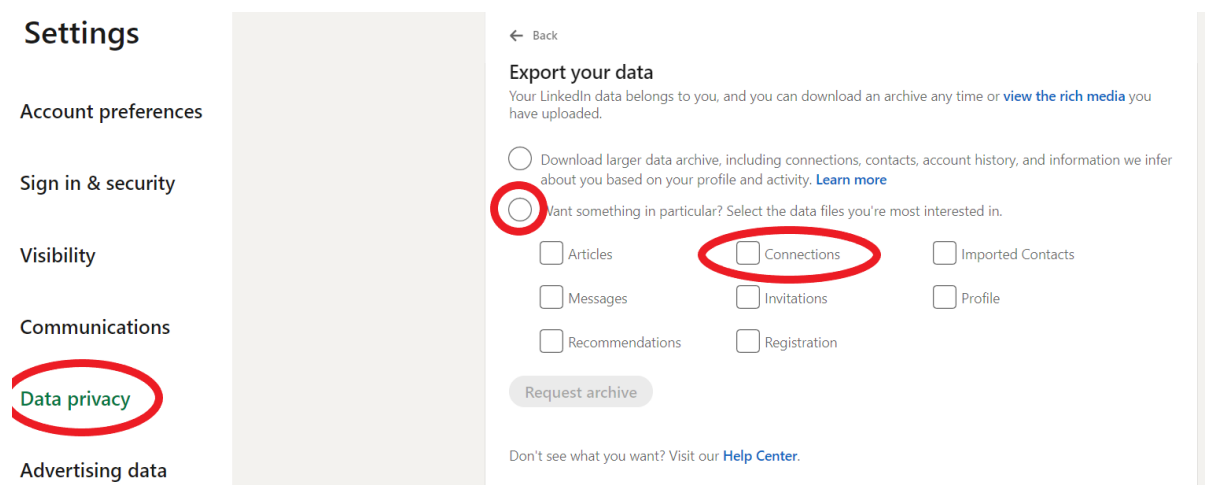 Settings
Account preferences
Sign in & security
Visibility
Communications
Data privacy
Advertising data
← Back
Export your data
Your LinkedIn data belongs to you, and you can download an archive any time or view the rich media you
have uploaded.
Download larger data archive, including connections, contacts, account history, and information we infer
about you based on your profile and activity. Learn more
Want something in particular? Select the data files you're most interested in.
Articles Connections Imported Contacts
Messages Invitations Profile
Recommendations Registration
Request archive
Don't see what you want? Visit our Help Center.